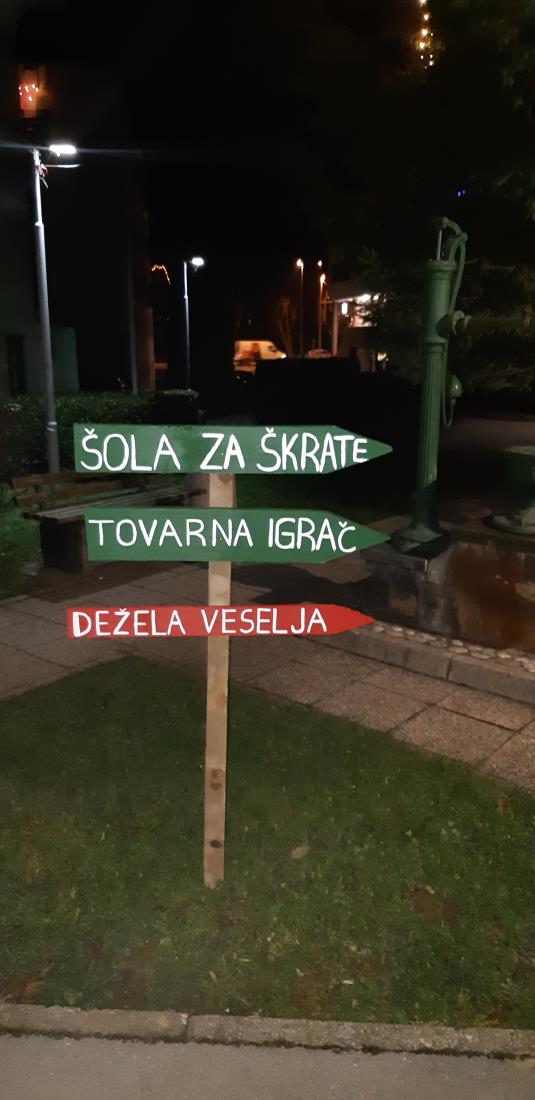 ŠOLA ZA ŠKRATE
TOVARNA IGRAČ
DEŽELA VESELJA